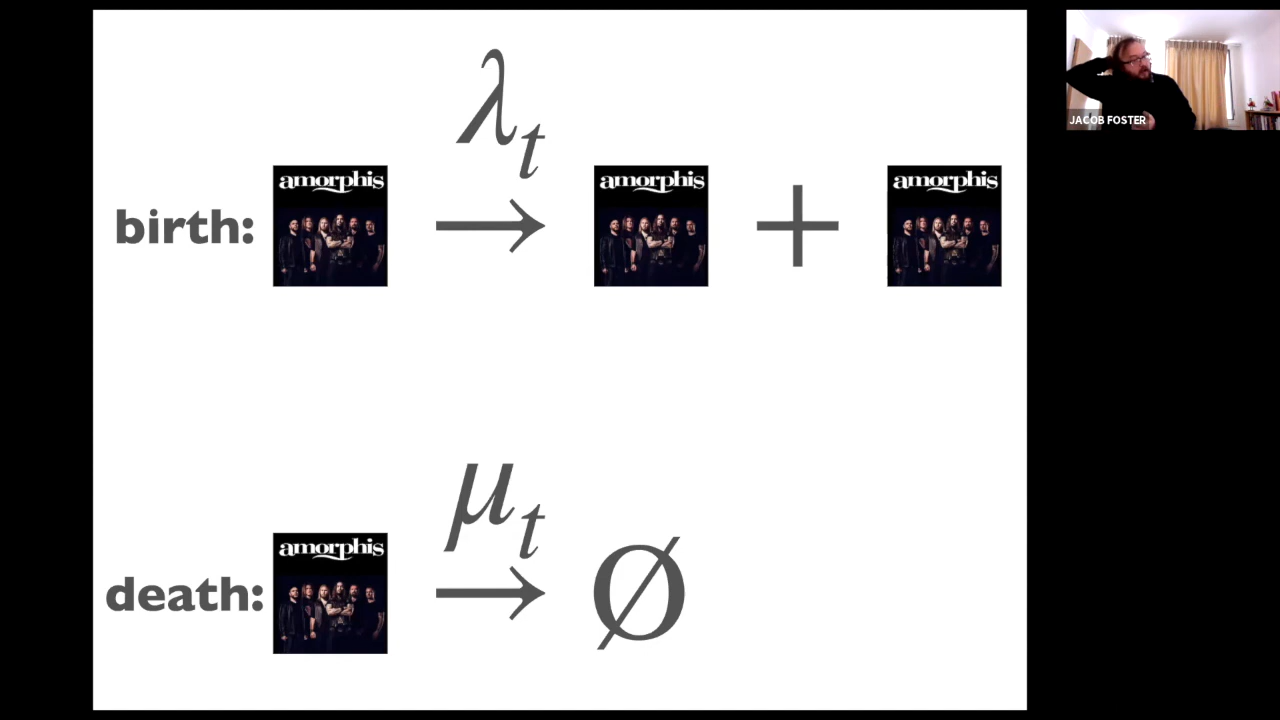 λt
birth: amorphis → amorphis + amorphis
JACOB FOSTER
μt
death: amorphis → Ø